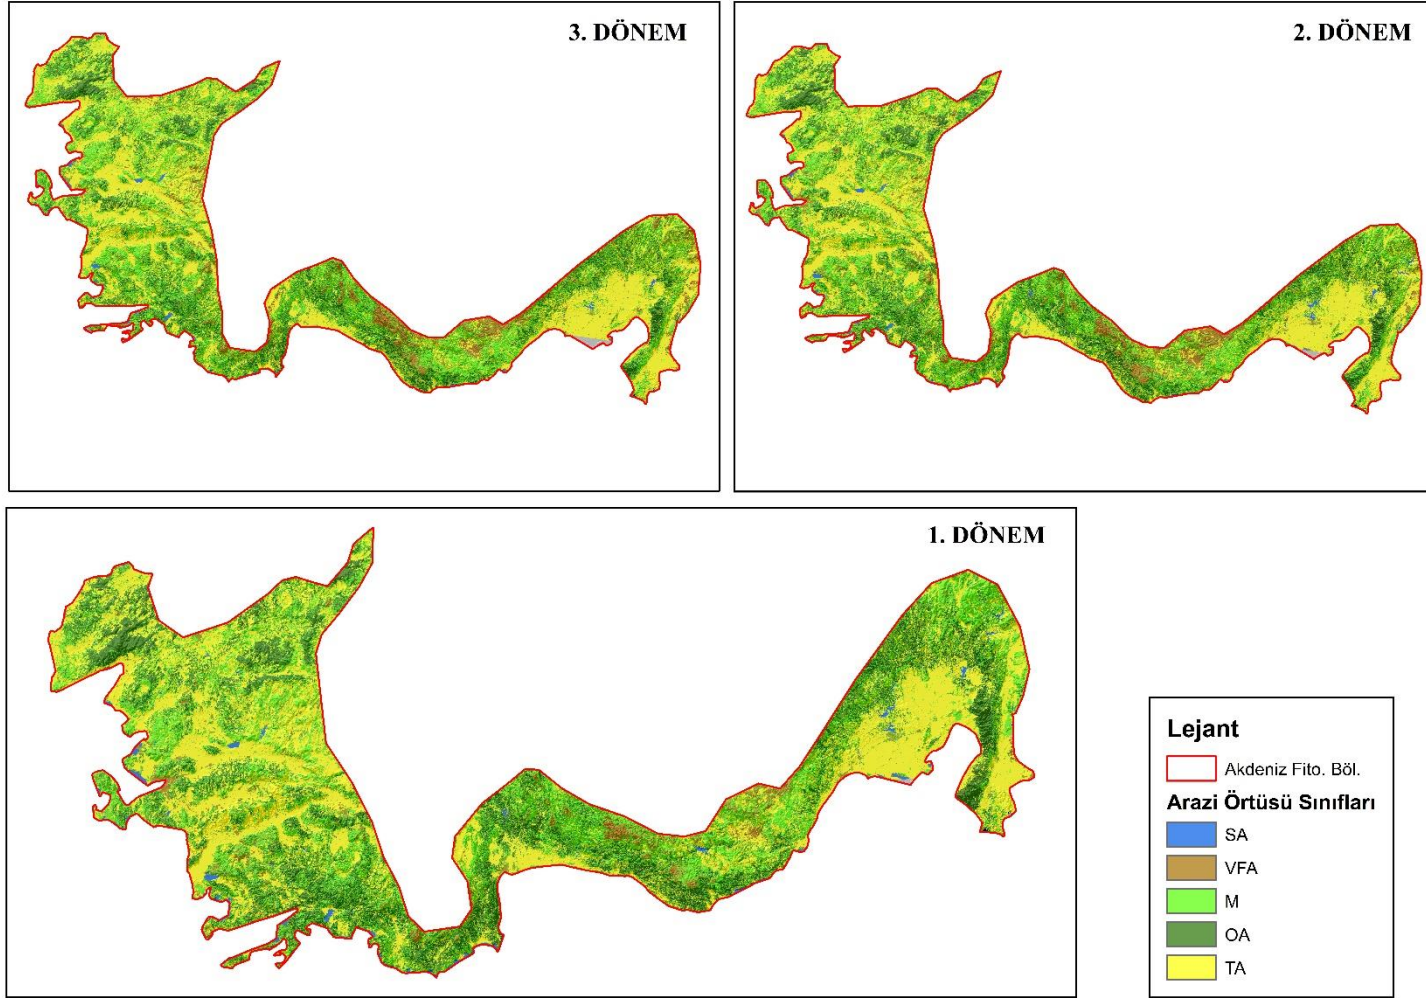 3. DÖNEM
2. DÖNEM
1. DÖNEM
Lejant
Akdeniz Fito. Böl.
Arazi Örtüsü Sınıfları
SA
VFA
M
OA
TA